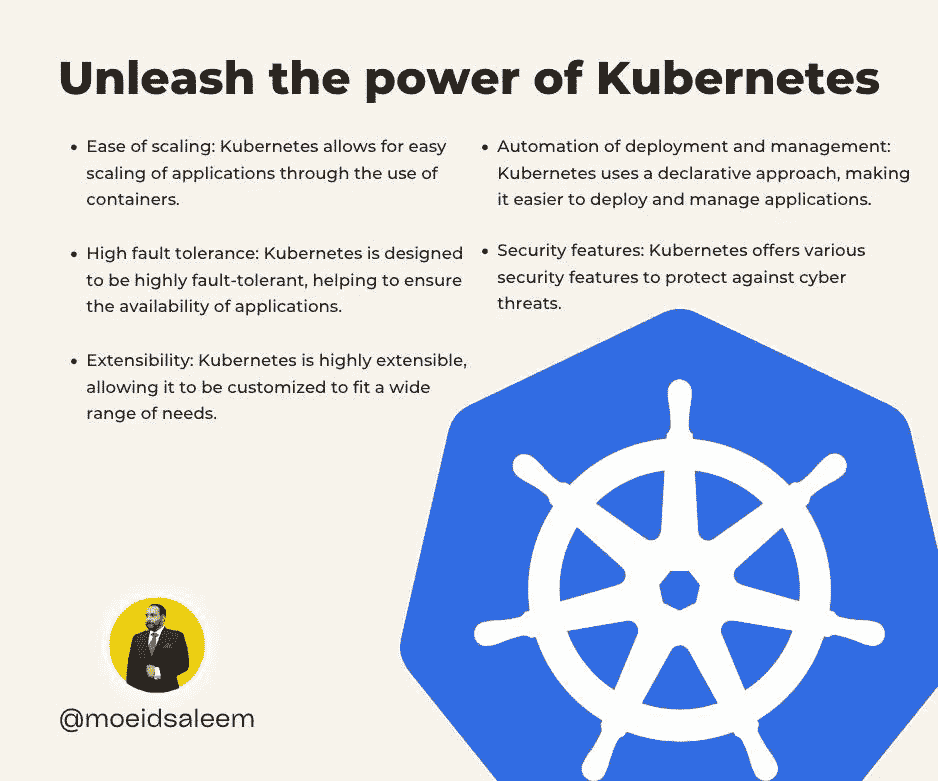 Unleash the power of Kubernetes
• Ease of scaling: Kubernetes allows for easy
scaling of applications through the use of
containers.
• High fault tolerance: Kubernetes is designed
to be highly fault-tolerant, helping to ensure
the availability of applications.
• Extensibility: Kubernetes is highly extensible,
allowing it to be customized to fit a wide
range of needs.
• Automation of deployment and management:
Kubernetes uses a declarative approach, making
it easier to deploy and manage applications.
• Security features: Kubernetes offers various
security features to protect against cyber
threats.
@moeidsaleem